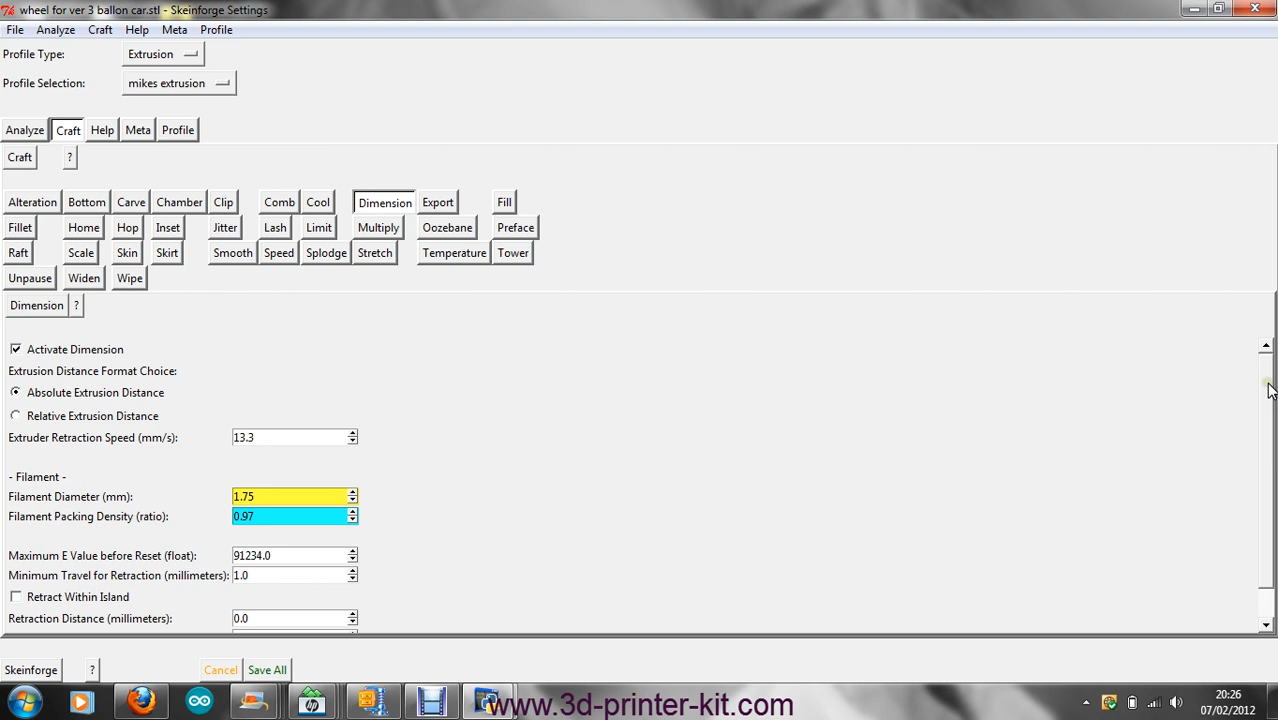 wheel for ver 3 ballon car.stl - Skeinforge Settings
File Analyze Craft Help Meta Profile
Profile Type: Extrusion
Profile Selection: mikes extrusion
Analyze Craft Help Meta Profile
Craft ?
Alteration Bottom Carve Chamber Clip Comb Cool Dimension Export Fill
Fillet Home Hop Inset Jitter Lash Limit Multiply Oozebane Preface
Raft Scale Skin Skirt Smooth Speed Splodge Stretch Temperature Tower
Unpause Widen Wipe
Dimension ?
Activate Dimension
Extrusion Distance Format Choice:
Absolute Extrusion Distance
Relative Extrusion Distance
Extruder Retraction Speed (mm/s): 13.3
- Filament -
Filament Diameter (mm): 1.75
Filament Packing Density (ratio): 0.97
Maximum E Value before Reset (float): 91234.0
Minimum Travel for Retraction (millimeters): 1.0
Retract Within Island
Retraction Distance (millimeters): 0.0
Skeinforge ? Cancel Save All
www.3d-printer-kit.com
20:26
07/02/2012